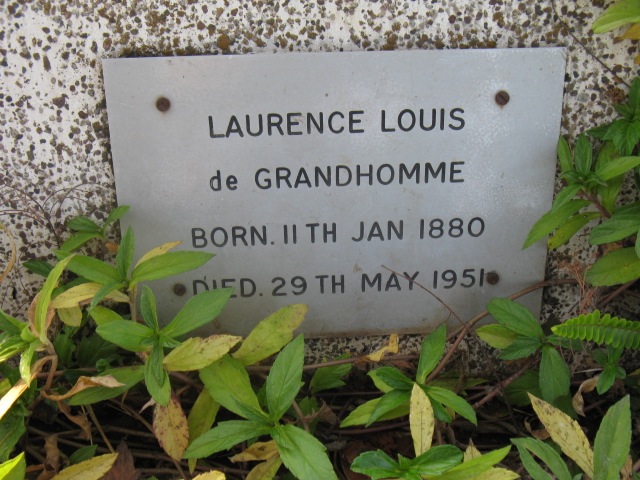 LAURENCE LOUIS
de GRANDHOMME
BORN. 11 TH JAN 1880
DIED. 29 TH MAY 1951